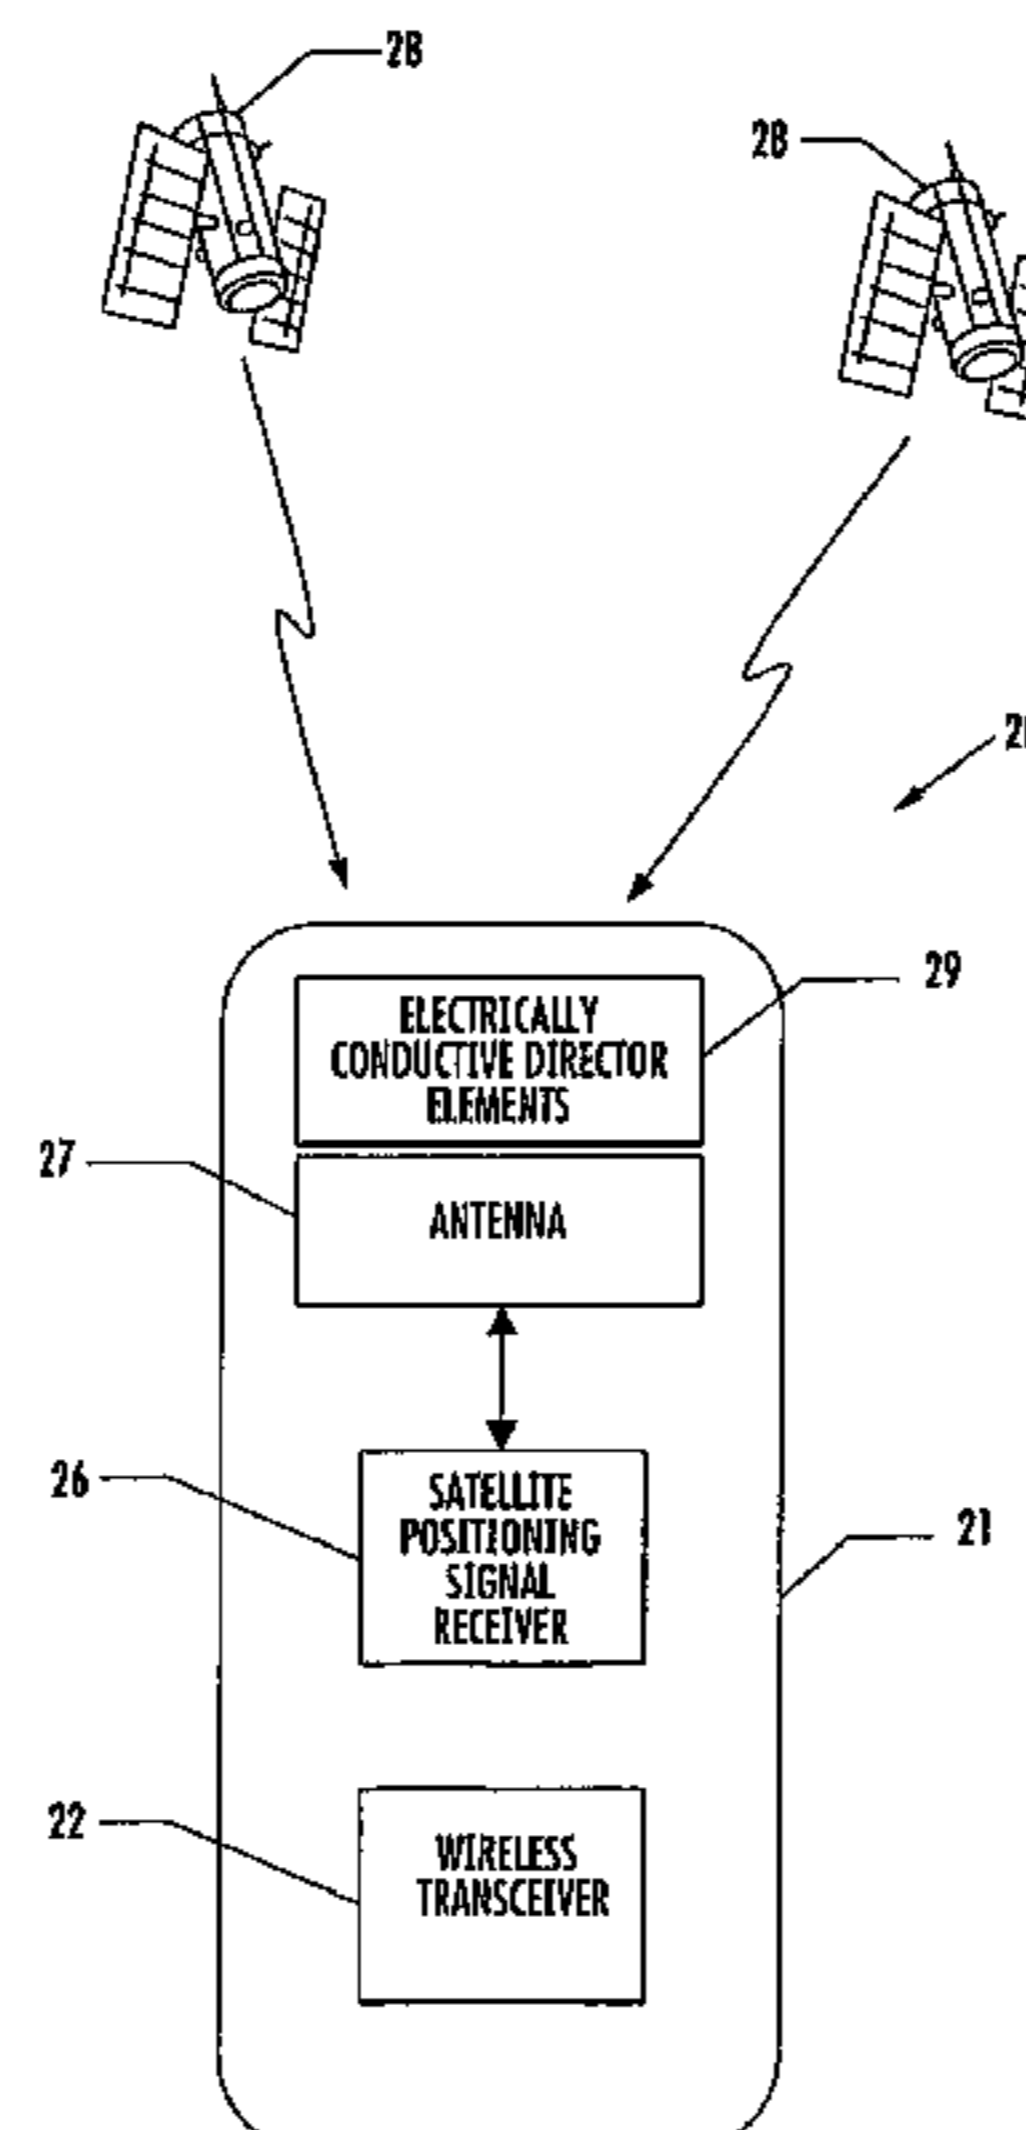 28
28
29
ELECTRICALLY
CONDUCTIVE DIRECTOR
ELEMENTS
27
ANTENNA
26
SATELLITE
POSITIONING
SIGNAL
RECEIVER
21
22
WIRELESS
TRANSCEIVER